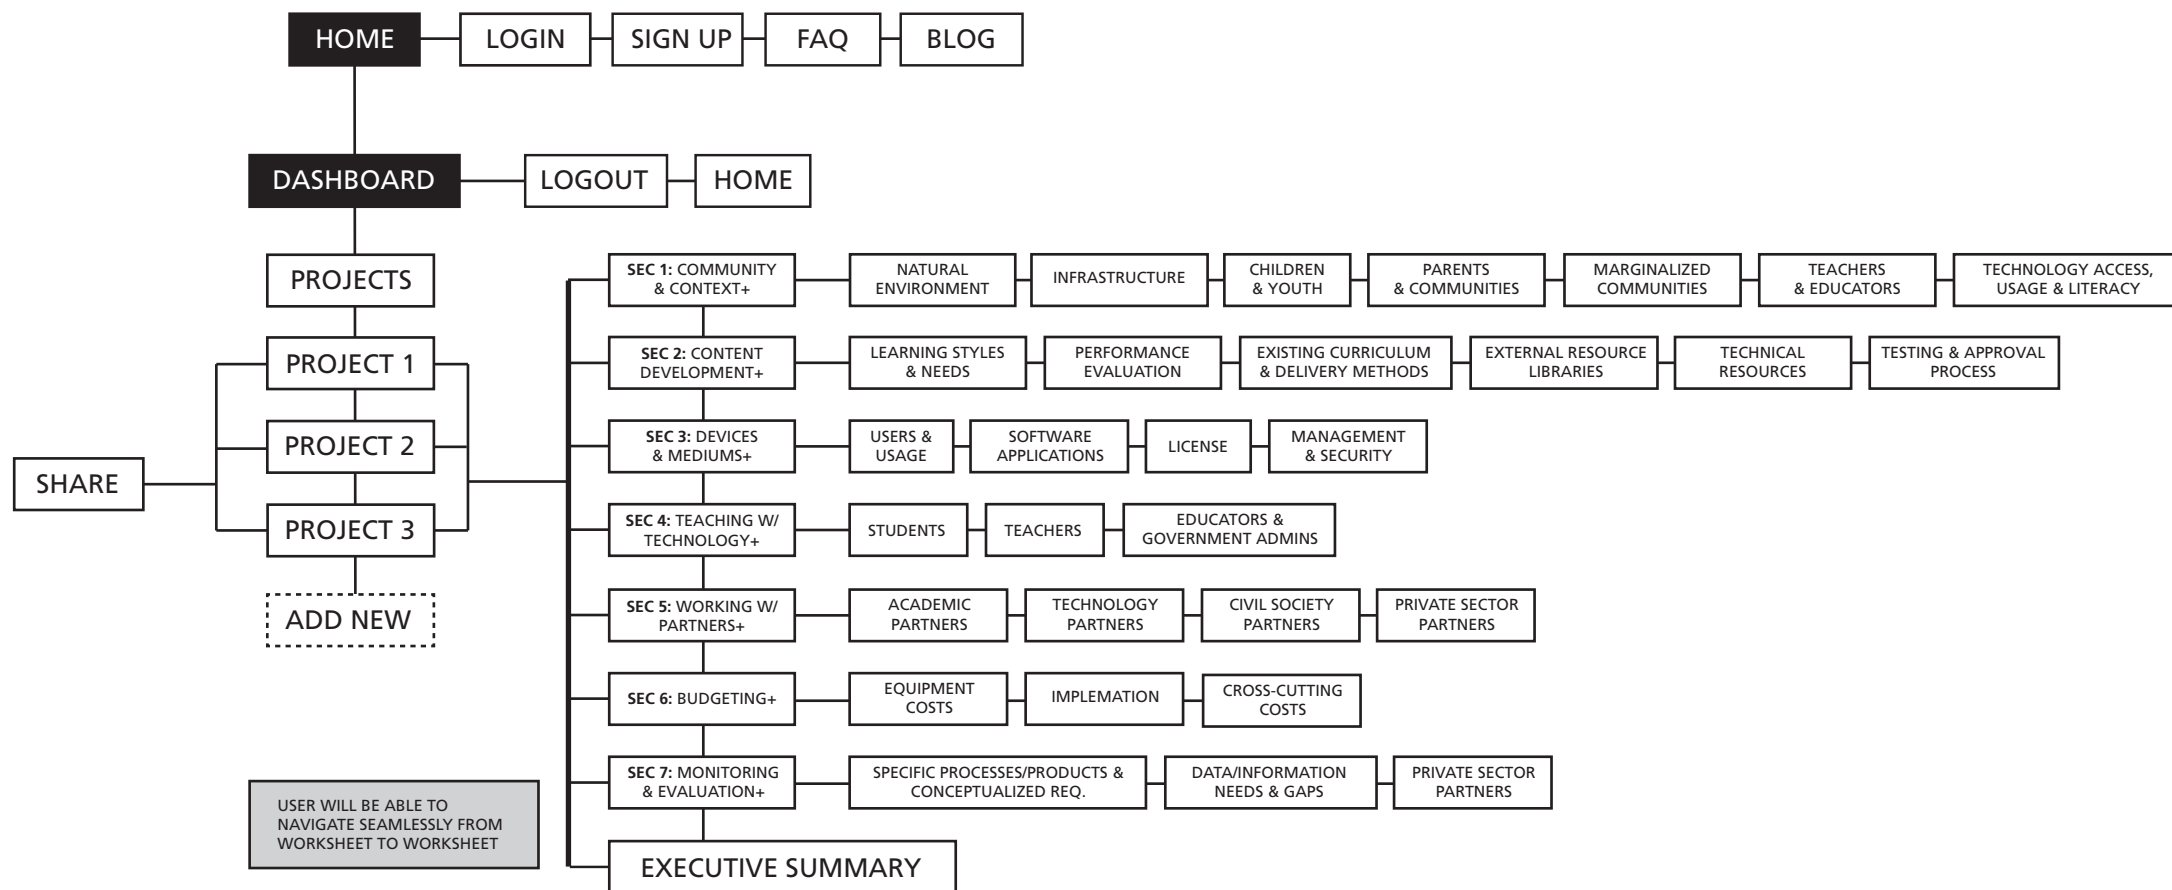 HOME
LOGIN
SIGN UP
FAQ
BLOG
DASHBOARD
LOGOUT
HOME
PROJECTS
PROJECT 1
PROJECT 2
PROJECT 3
ADD NEW
SHARE
SEC 1: COMMUNITY
& CONTEXT+
NATURAL
ENVIRONMENT
INFRASTRUCTURE
CHILDREN
& YOUTH
PARENTS
& COMMUNITIES
MARGINALIZED
COMMUNITIES
TEACHERS
& EDUCATORS
TECHNOLOGY ACCESS,
USAGE & LITERACY
SEC 2: CONTENT
DEVELOPMENT+
LEARNING STYLES
& NEEDS
PERFORMANCE
EVALUATION
EXISTING CURRICULUM
& DELIVERY METHODS
EXTERNAL RESOURCE
LIBRARIES
TECHNICAL
RESOURCES
TESTING & APPROVAL
PROCESS
SEC 3: DEVICES
& MEDIUMS+
USERS &
USAGE
SOFTWARE
APPLICATIONS
LICENSE
MANAGEMENT
& SECURITY
SEC 4: TEACHING W/
TECHNOLOGY+
STUDENTS
TEACHERS
EDUCATORS &
GOVERNMENT ADMINS
SEC 5: WORKING W/
PARTNERS+
ACADEMIC
PARTNERS
TECHNOLOGY
PARTNERS
CIVIL SOCIETY
PARTNERS
PRIVATE SECTOR
PARTNERS
SEC 6: BUDGETING+
EQUIPMENT
COSTS
IMPLEMATION
CROSS-CUTTING
COSTS
SEC 7: MONITORING
& EVALUATION+
SPECIFIC PROCESSES/PRODUCTS &
CONCEPTUALIZED REQ.
DATA/INFORMATION
NEEDS & GAPS
PRIVATE SECTOR
PARTNERS
EXECUTIVE SUMMARY
USER WILL BE ABLE TO
NAVIGATE SEAMLESSLY FROM
WORKSHEET TO WORKSHEET